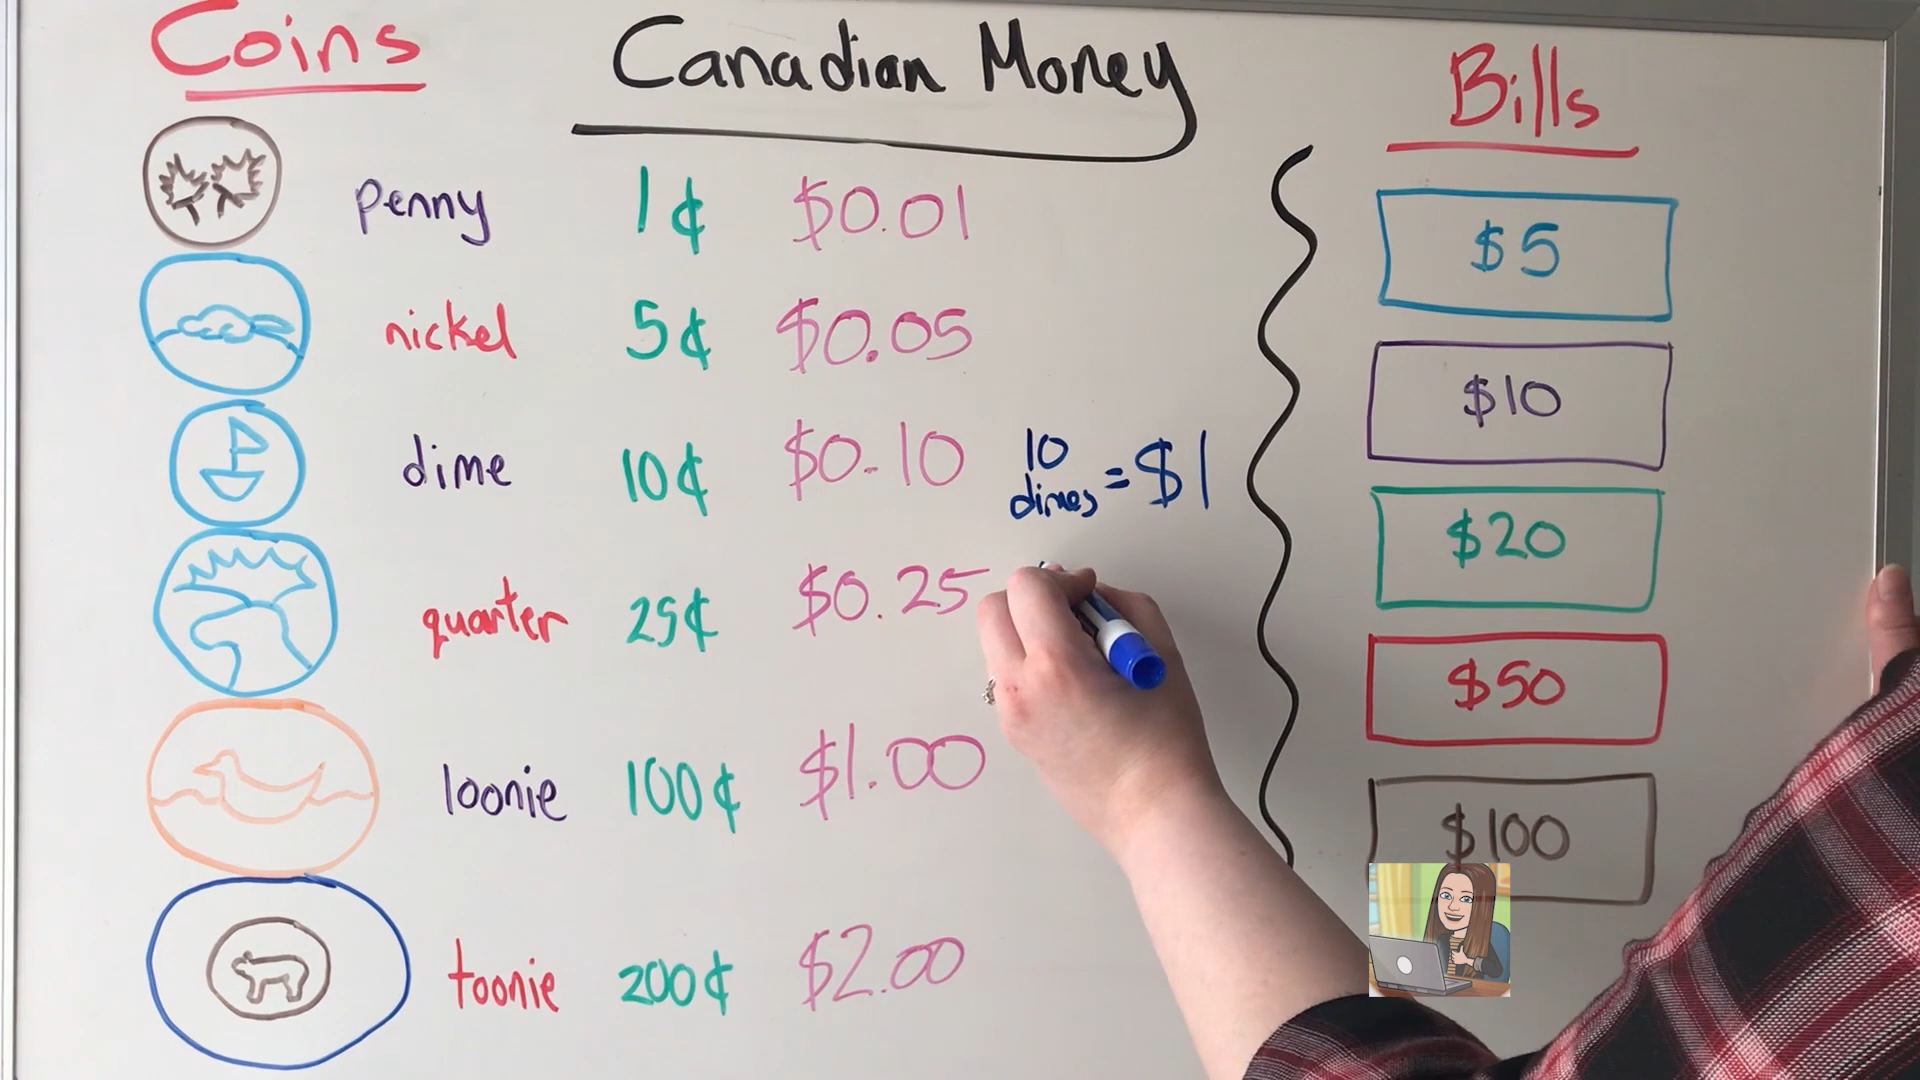 Coins
Canadian Money
Bills
penny 1¢ $0.01
nickel 5¢ $0.05
dime 10¢ $0.10
10
dimes = $1
quarter 25¢ $0.25
loonie 100¢ $1.00
toonie 200¢ $2.00
$5
$10
$20
$50
$100